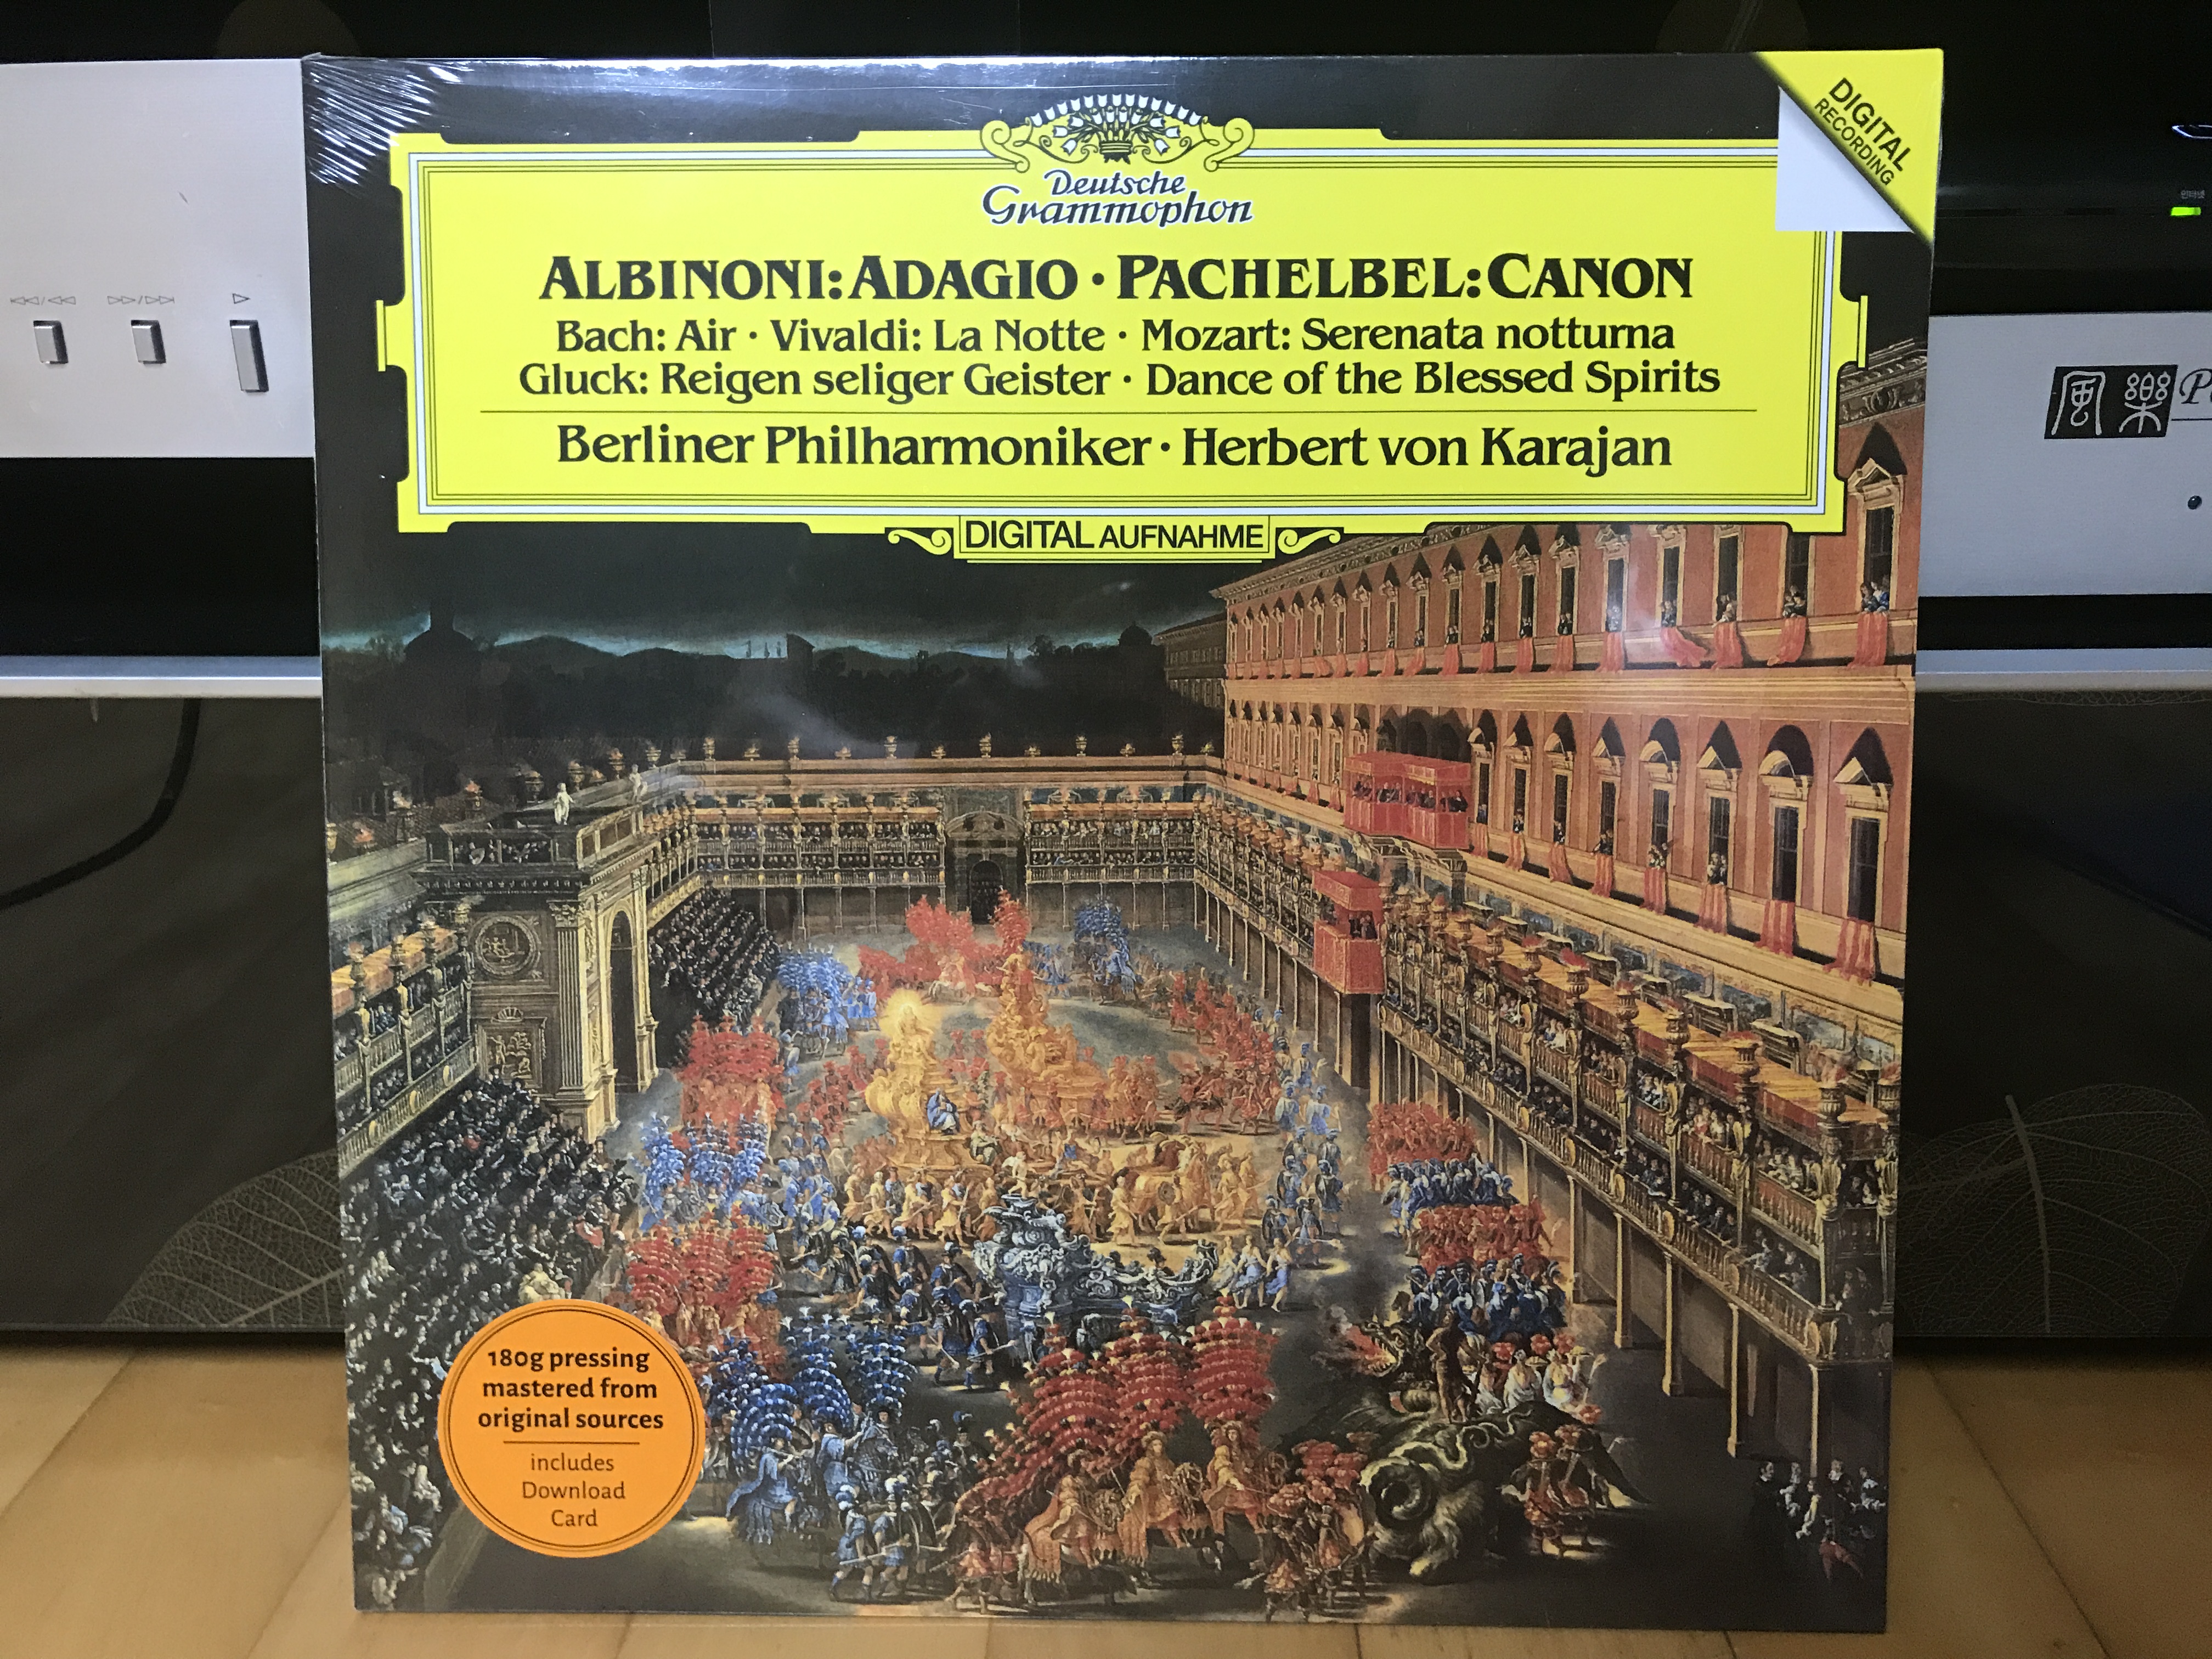 DIGITAL
RECORDING
Deutsche
Grammophon
ALBINONI: ADAGIO · PACHELBEL: CANON
Bach: Air · Vivaldi: La Notte · Mozart: Serenata notturna
Gluck: Reigen seliger Geister · Dance of the Blessed Spirits
Berliner Philharmoniker · Herbert von Karajan
DIGITAL AUFNAHME
風樂
180g pressing
mastered from
original sources
includes
Download
Card